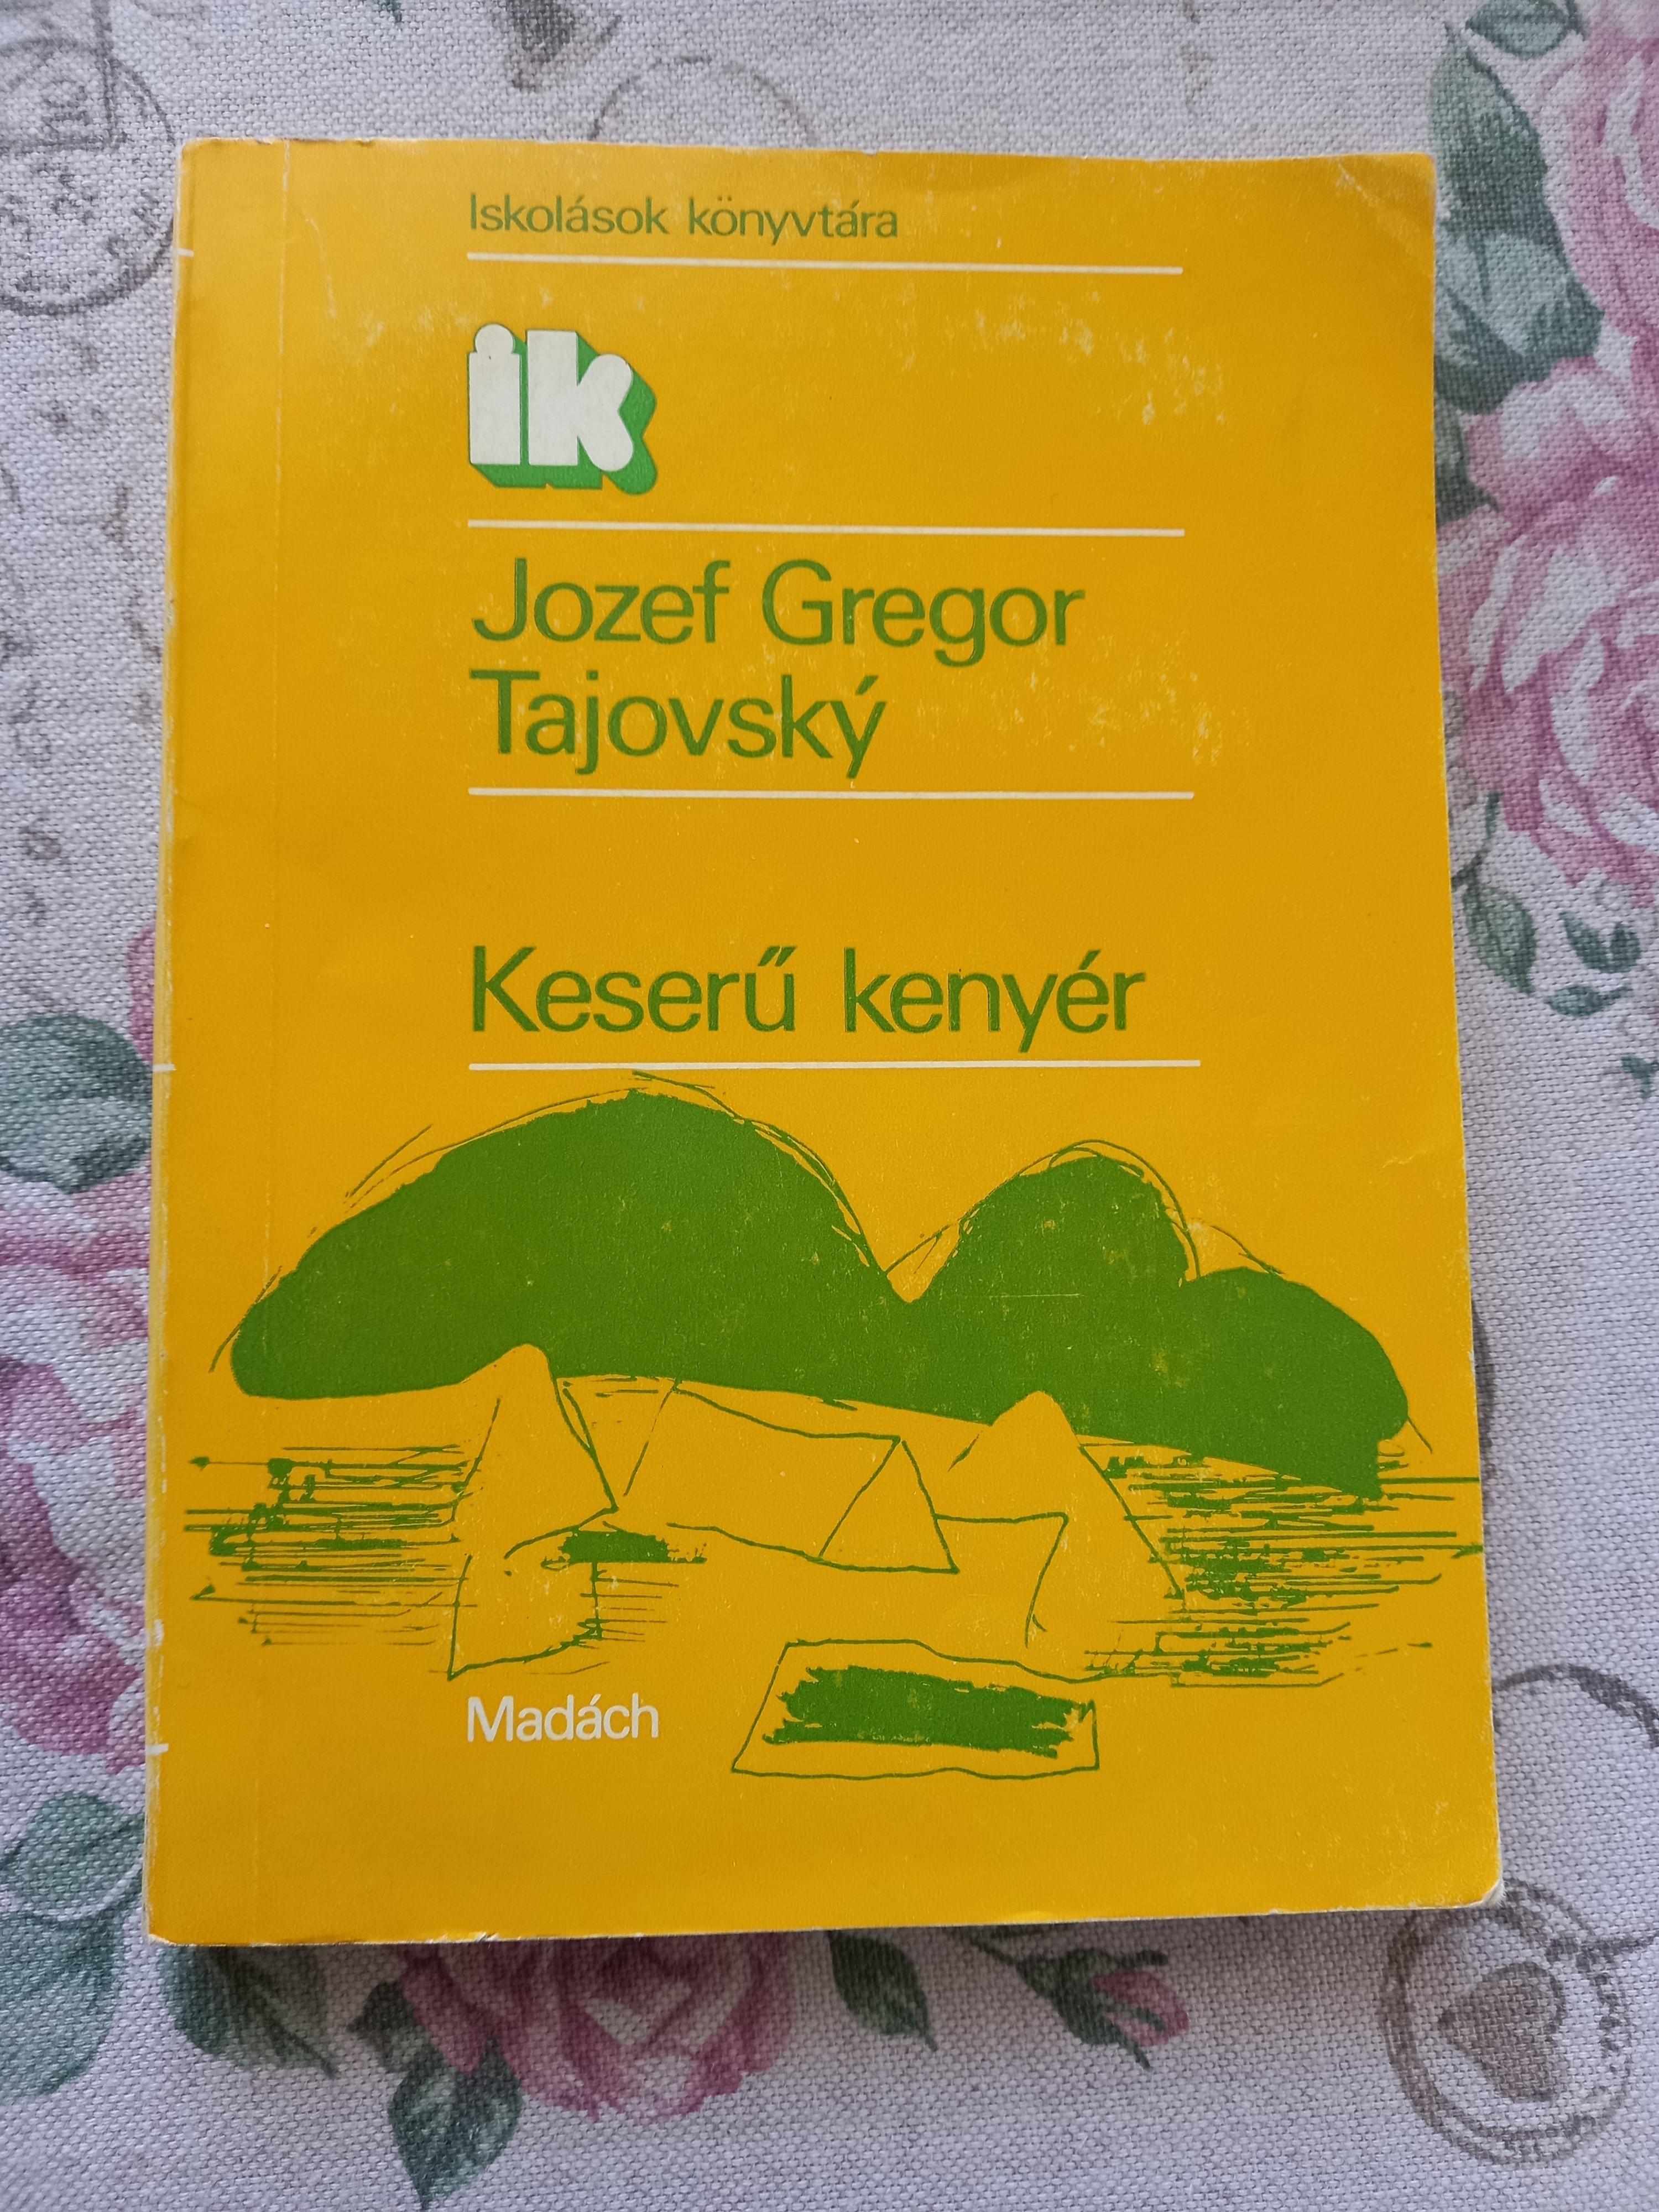 Iskolások könyvtára
ik
Jozef Gregor
Tajovský
Keserű kenyér
Madách